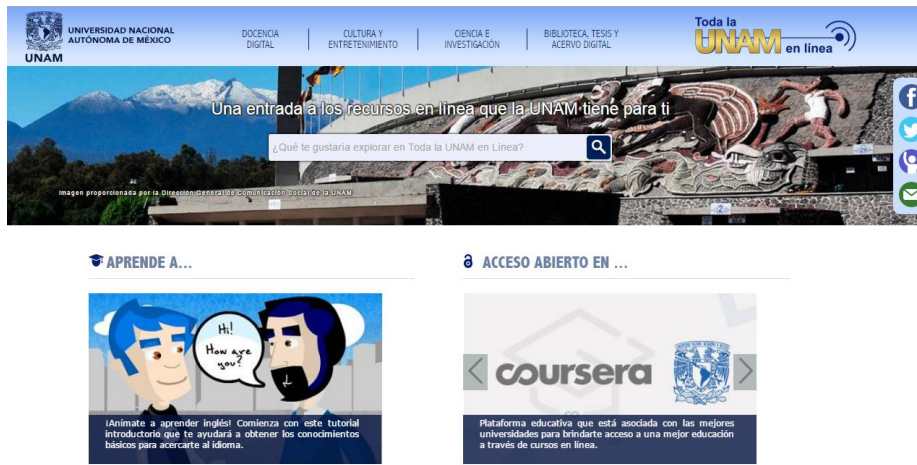 UNIVERSIDAD NACIONAL
AUTÓNOMA DE MÉXICO
UNAM
DOCENCIA
DIGITAL
CULTURA Y
ENTRETENIMIENTO
CIENCIA E
INVESTIGACIÓN
BIBLIOTECA, TESIS Y
ACERVO DIGITAL
Toda la
UNAM
en línea
Una entrada a los recursos en línea que la UNAM tiene para ti
¿Qué te gustaría explorar en Toda la UNAM en Línea?
Imagen proporcionada por la Dirección General de Comunicación Social de la UNAM
APRENDE A...
Hi!
How are
you?
¡Anímate a aprender inglés! Comienza con este tutorial
introductorio que te ayudará a obtener los conocimientos
básicos para acercarte al idioma.
ACCESO ABIERTO EN ...
coursera
Plataforma educativa que está asociada con las mejores
universidades para brindarte acceso a una mejor educación
a través de cursos en línea.